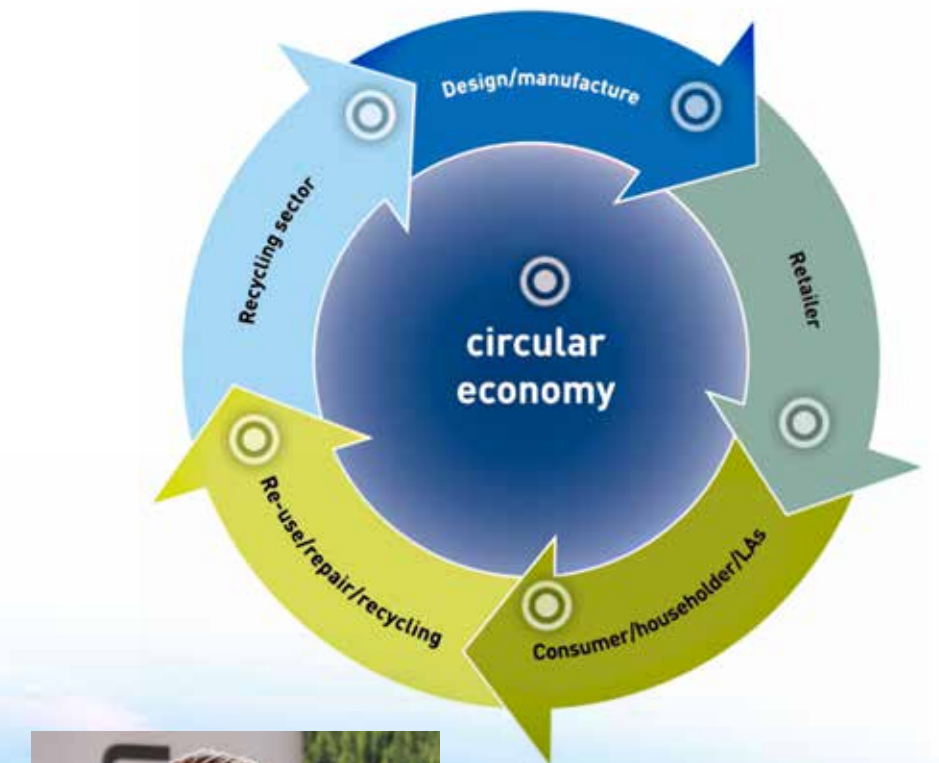 Design/manufacture
Retailer
Consumer/householder/LAs
Re-use/repair/recycling
Recycling sector
circular
economy